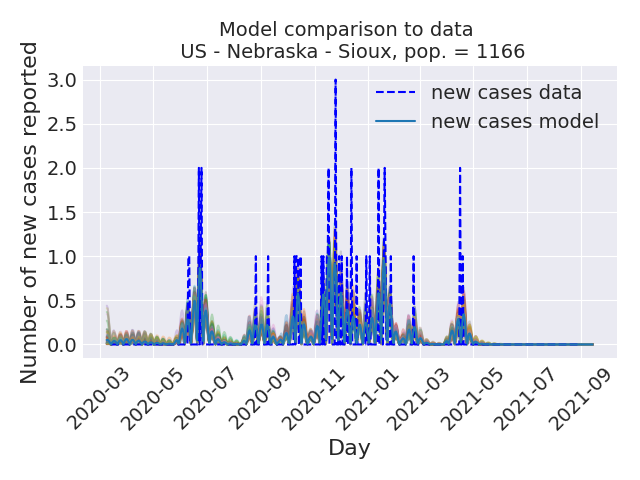 Model comparison to data
US - Nebraska - Sioux, pop. = 1166
Number of new cases reported
3.0
2.5
2.0
1.5
1.0
0.5
0.0
new cases data
new cases model
2020-03
2020-05
2020-07
2020-09
2020-11
2021-01
2021-03
2021-05
2021-07
2021-09
Day